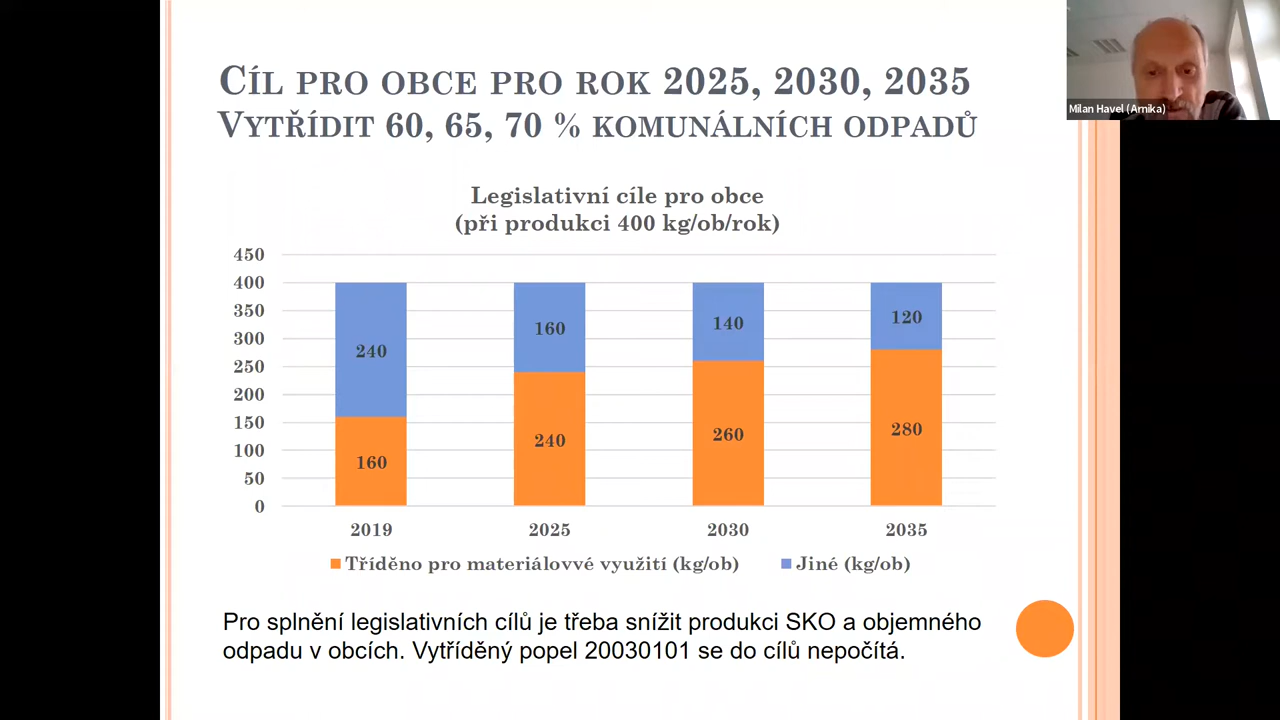 Cíl pro obce pro rok 2025, 2030, 2035
Vytřídit 60, 65, 70 % komunálních odpadů
Milan Havel (Arnika)
Legislativní cíle pro obce
(při produkci 400 kg/ob/rok)
450
400
350
300
250
200
150
100
50
0
240
160
160
240
140
260
120
280
2019
2025
2030
2035
Tříděno pro materiálovvé využití (kg/ob)
Jiné (kg/ob)
Pro splnění legislativních cílů je třeba snížit produkci SKO a objemného
odpadu v obcích. Vytříděný popel 20030101 se do cílů nepočítá.